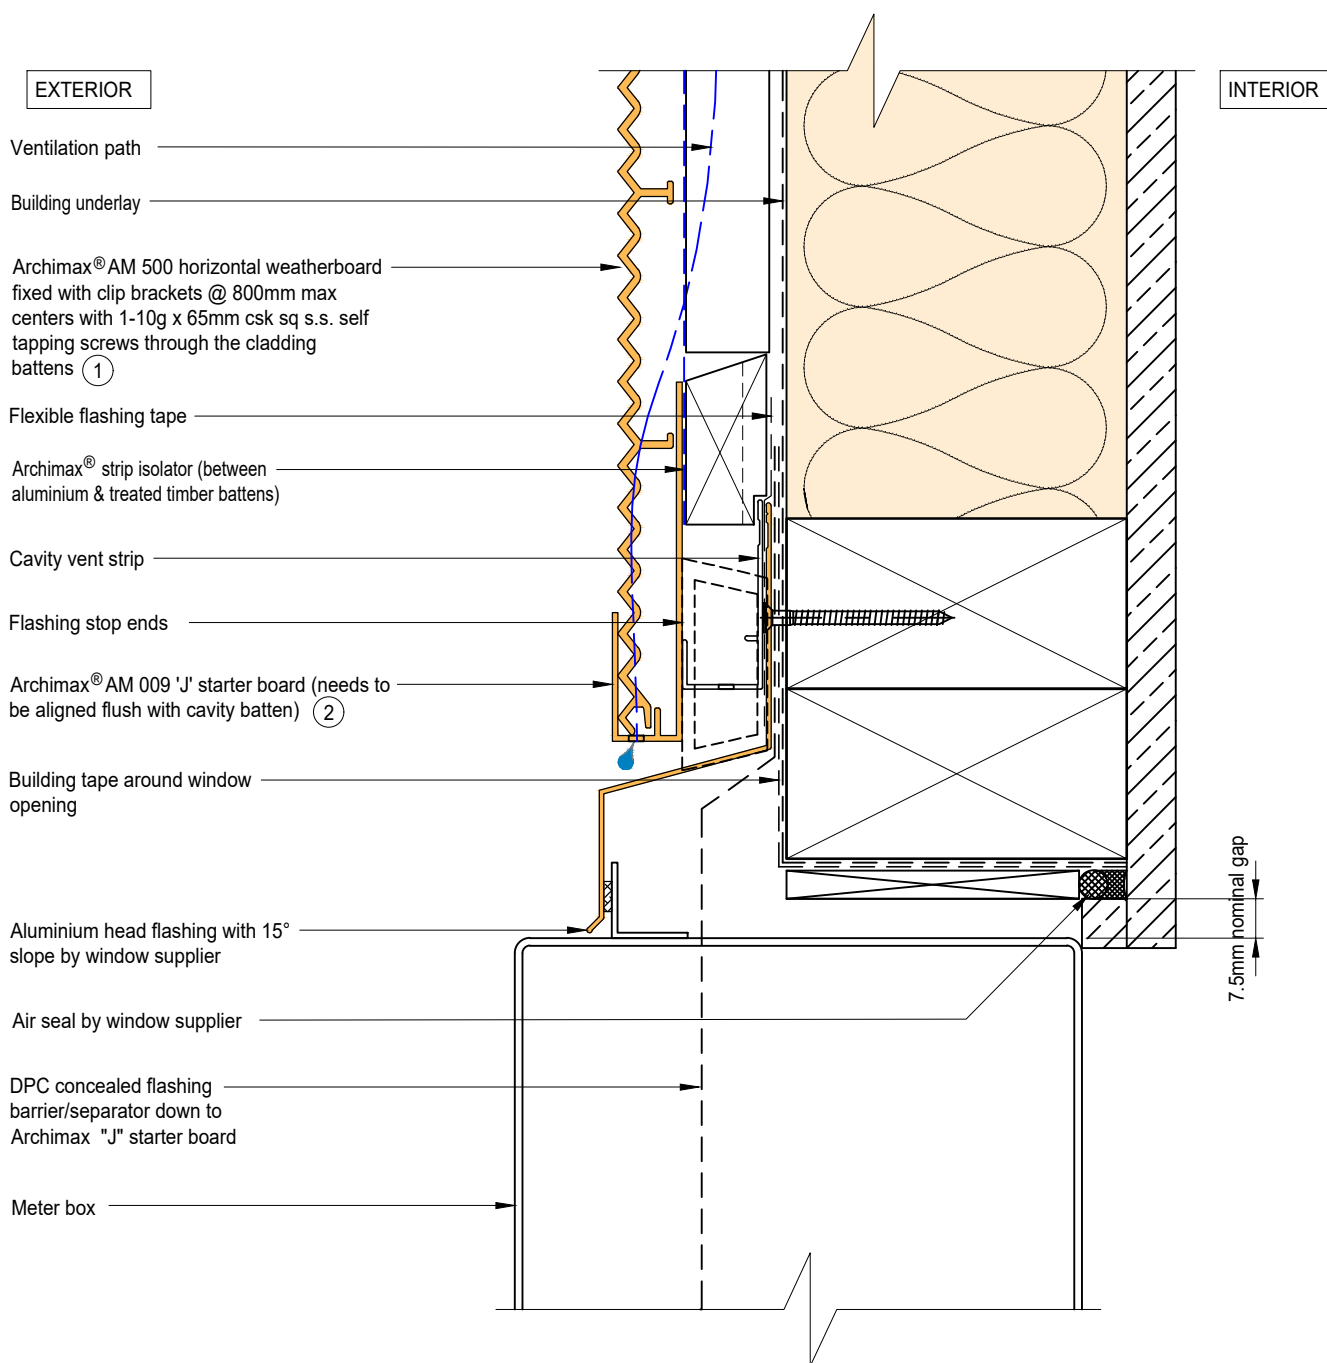 EXTERIOR
INTERIOR
Ventilation path
Building underlay
Archimax® AM 500 horizontal weatherboard
fixed with clip brackets @ 800mm max
centers with 1-10g x 65mm csk sq s.s. self
tapping screws through the cladding
battens 1
Flexible flashing tape
Archimax® strip isolator (between
aluminium & treated timber battens)
Cavity vent strip
Flashing stop ends
Archimax® AM 009 'J' starter board (needs to
be aligned flush with cavity batten) 2
Building tape around window
opening
7.5mm nominal gap
Aluminium head flashing with 15°
slope by window supplier
Air seal by window supplier
DPC concealed flashing
barrier/separator down to
Archimax "J" starter board
Meter box